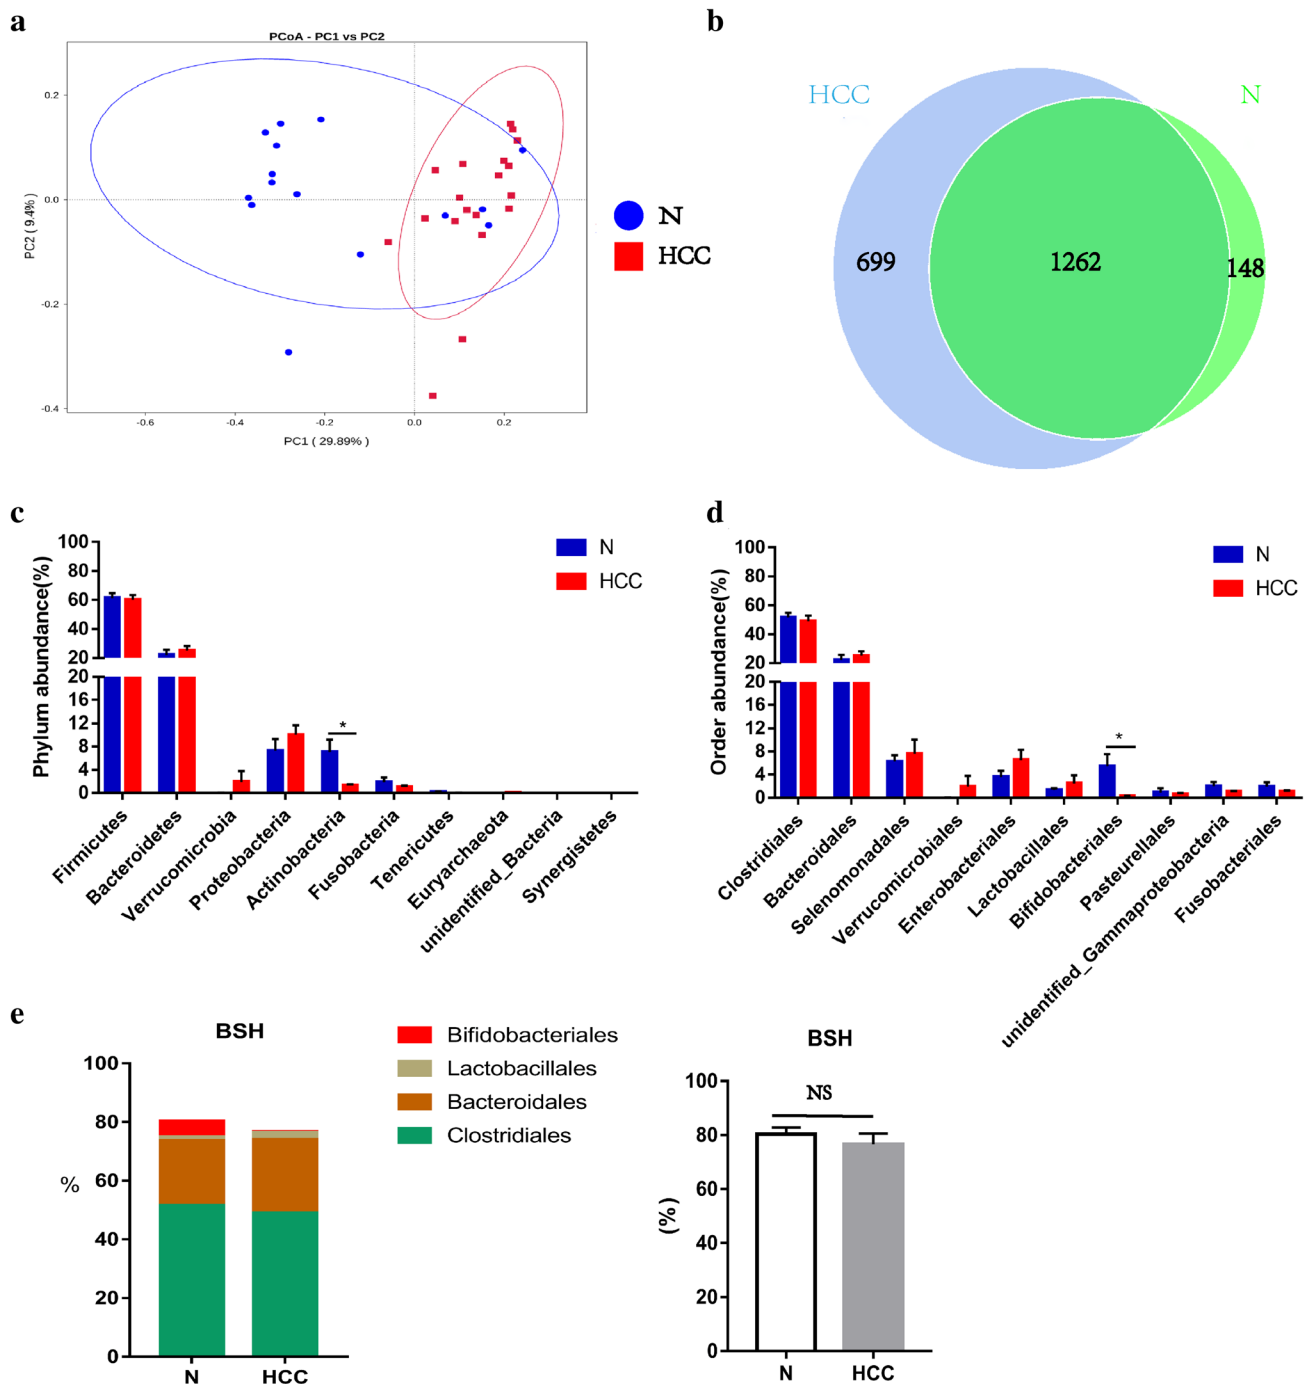 a
PCoA - PC1 vs PC2
0.2
0.0
-0.2
-0.4
PC2 ( 9.4% )
-0.6
-0.4
-0.2
0.0
0.2
PC1 ( 29.89% )
N
HCC
b
HCC
N
699
1262
148
c
Phylum abundance(%)
100
80
60
40
20
20
16
12
8
4
0
N
HCC
*
Firmicutes
Bacteroidetes
Verrucomicrobia
Proteobacteria
Actinobacteria
Fusobacteria
Tenericutes
Euryarchaeota
unidentified_Bacteria
Synergistetes
d
Order abundance(%)
100
80
60
40
20
20
16
12
8
4
0
N
HCC
*
Clostridiales
Bacteroidales
Selenomonadales
Verrucomicrobiales
Enterobacteriales
Lactobacillales
Bifidobacteriales
Pasteurellales
unidentified_Gammaproteobacteria
Fusobacteriales
e
BSH
100
80
60
40
20
0
%
N
HCC
Bifidobacteriales
Lactobacillales
Bacteroidales
Clostridiales
BSH
NS
100
80
60
40
20
0
(%)
N
HCC